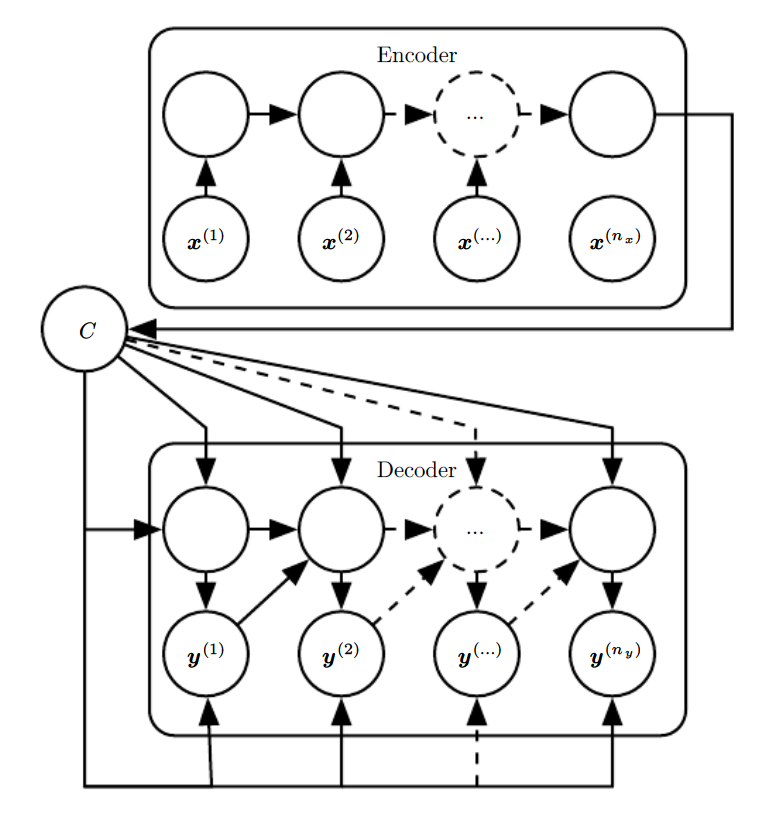 Encoder
...
x^(1) x^(2) x^(...) x^(n_x)
C
Decoder
...
y^(1) y^(2) y^(...) y^(n_y)